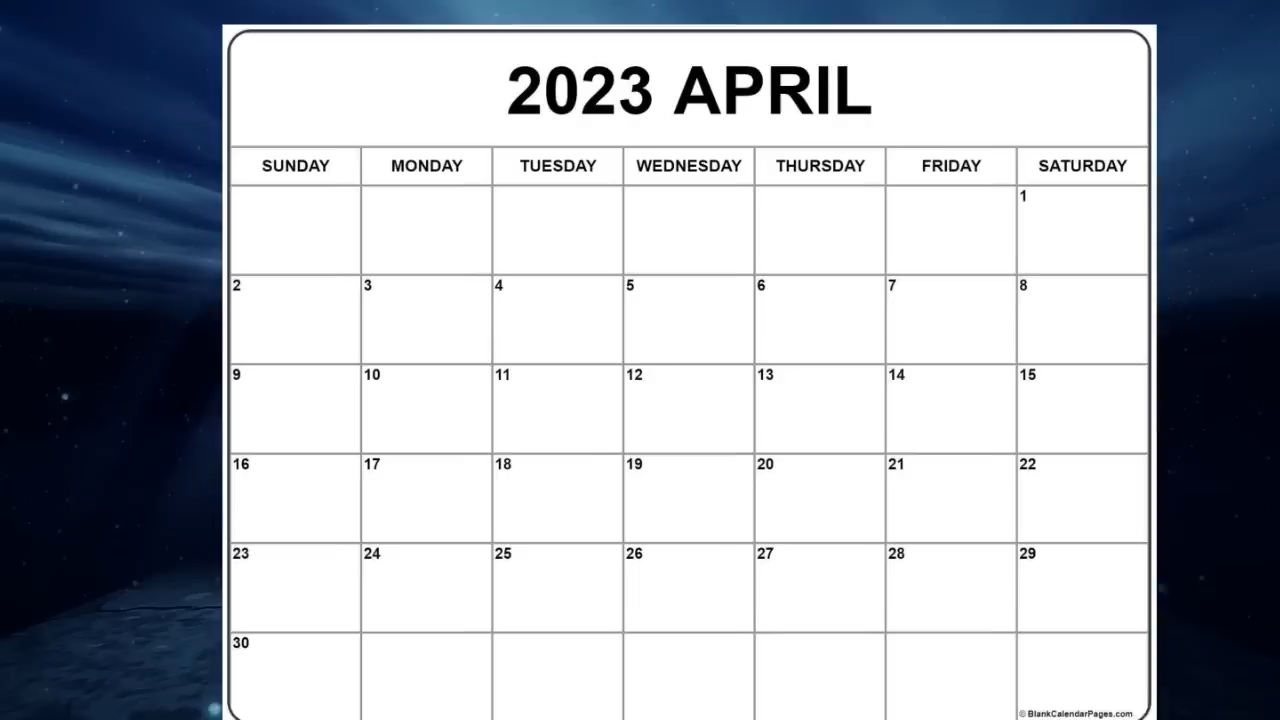 2023 APRIL
SUNDAY MONDAY TUESDAY WEDNESDAY THURSDAY FRIDAY SATURDAY
1
2 3 4 5 6 7 8
9 10 11 12 13 14 15
16 17 18 19 20 21 22
23 24 25 26 27 28 29
30
© BlankCalendarPages.com